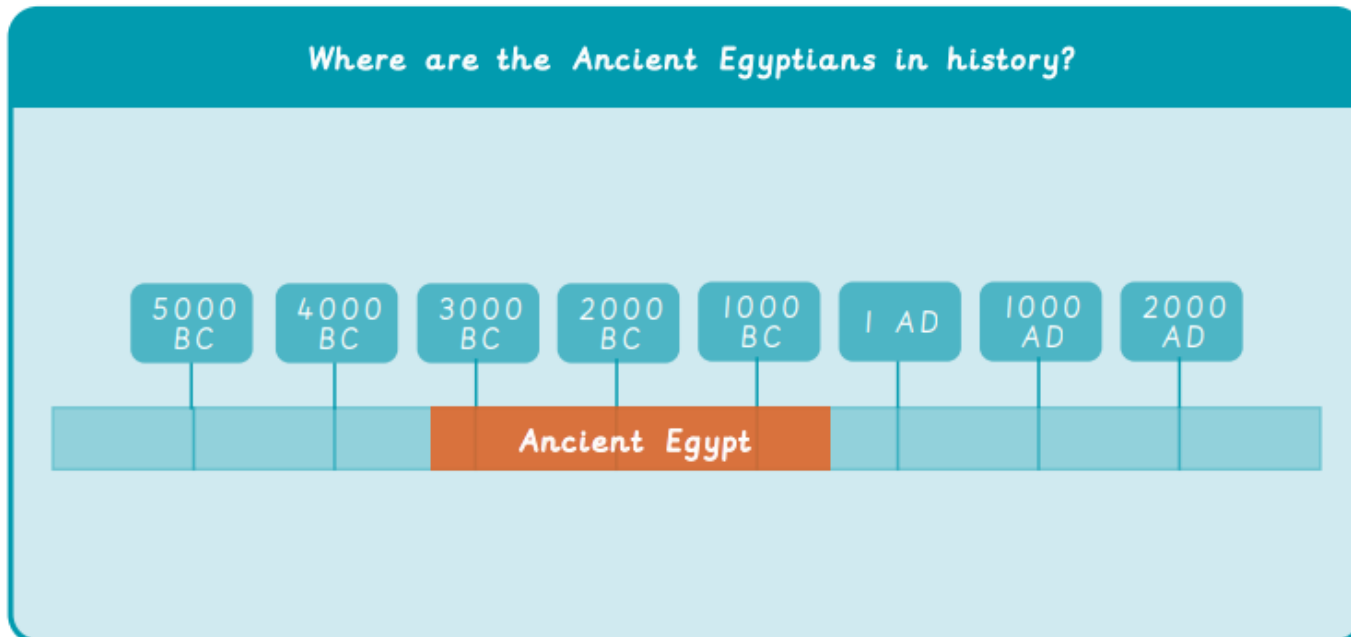 Where are the Ancient Egyptians in history?
5000
BC
4000
BC
3000
BC
2000
BC
1000
BC
1 AD
1000
AD
2000
AD
Ancient Egypt